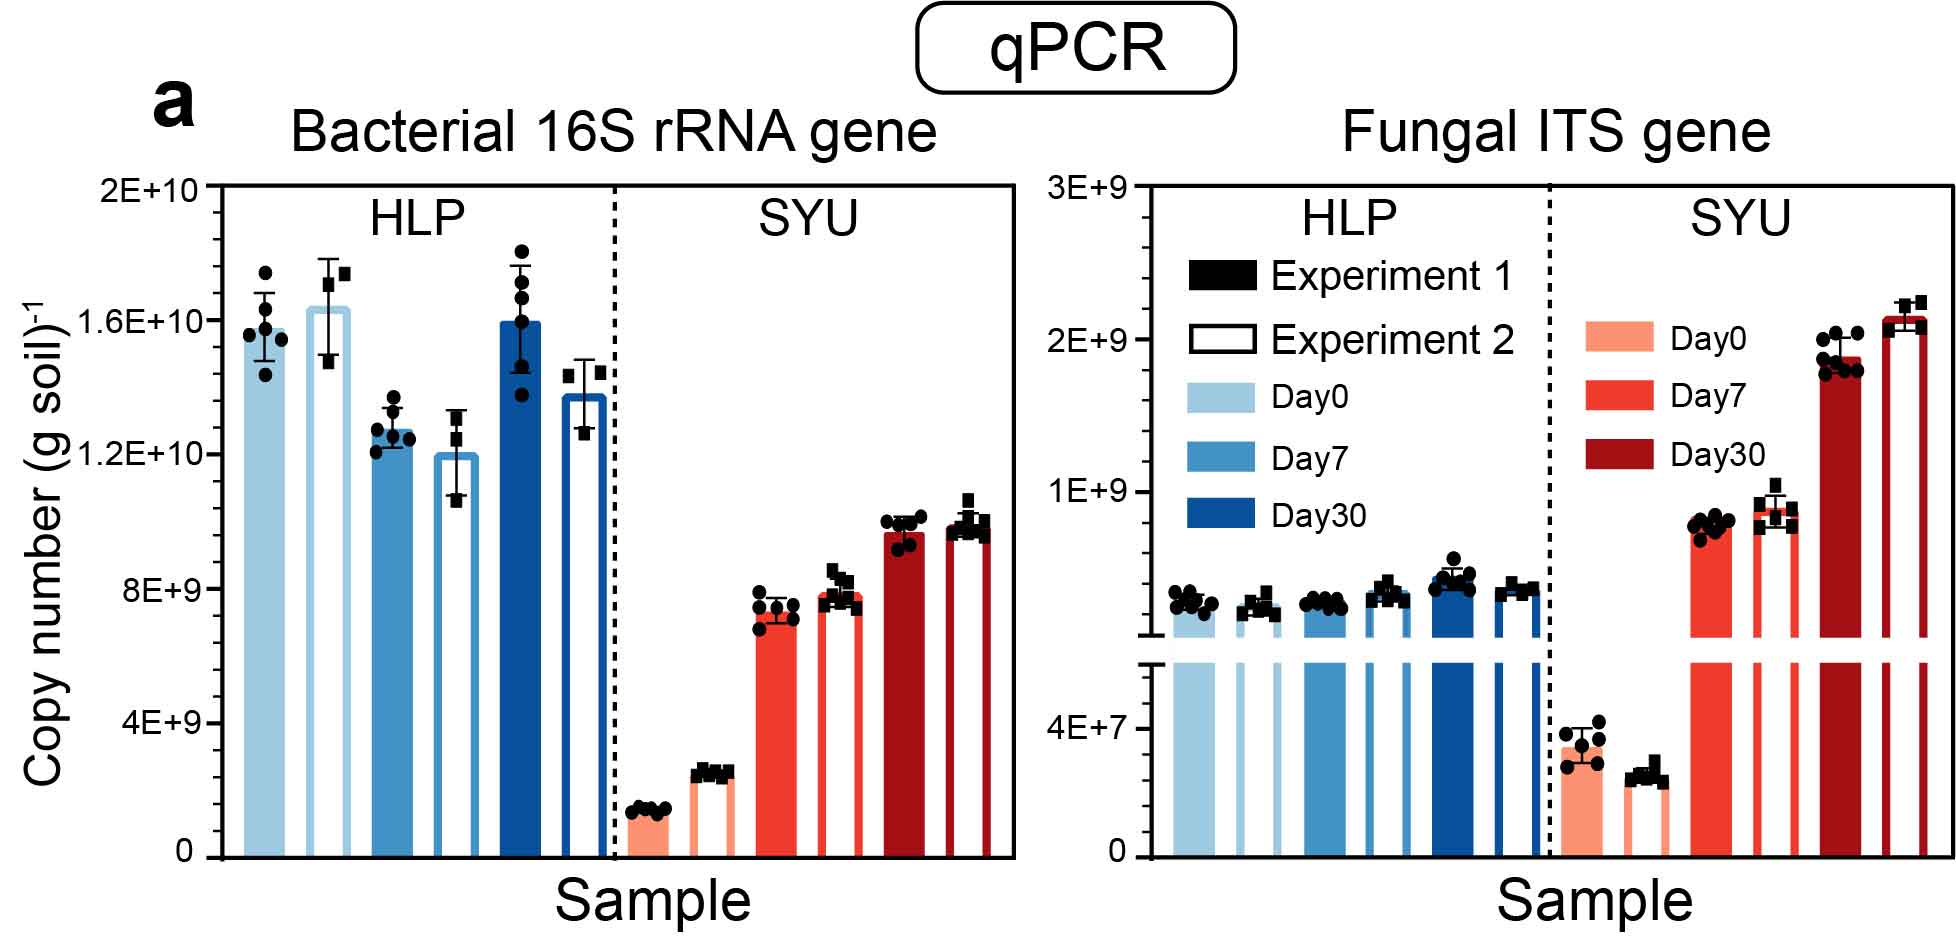 qPCR
a
Bacterial 16S rRNA gene
Copy number (g soil)-1
2E+10
1.6E+10
1.2E+10
8E+9
4E+9
0
HLP
SYU
Sample
Fungal ITS gene
3E+9
2E+9
1E+9
4E+7
0
HLP
Experiment 1
Experiment 2
Day0
Day7
Day30
SYU
Day0
Day7
Day30
Sample